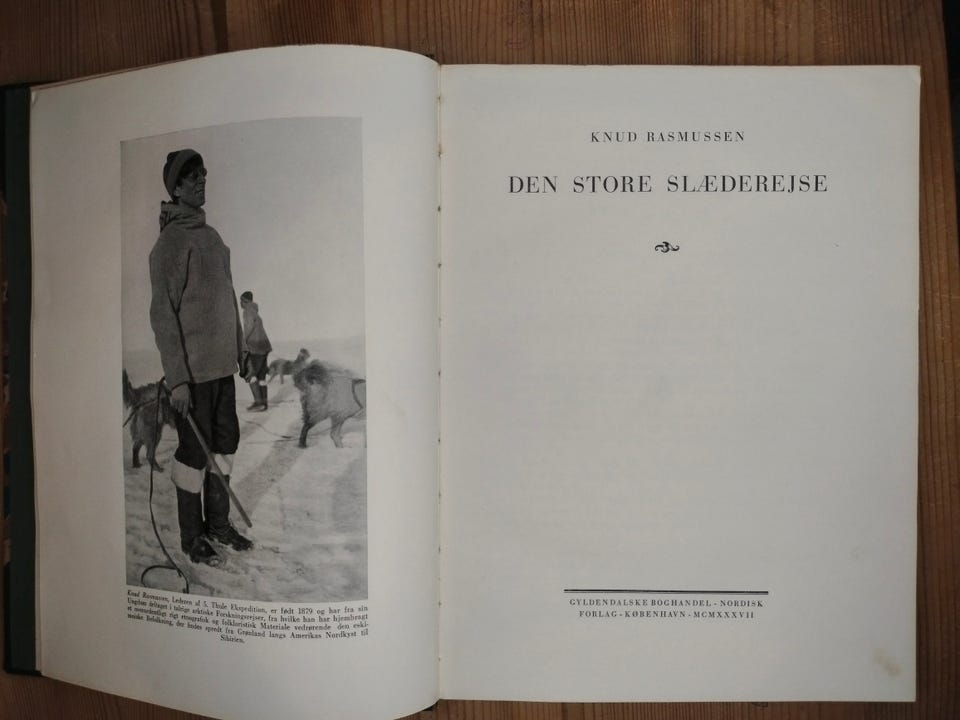 Knud Rasmussen, Lederen af 5. Thule Ekspedition, er født 1879 og har fra sin
Ungdom deltaget i talrige arktiske Forskningsrejser, fra hvilke han har hjembragt
et overordentligt rigt etnografisk og folkloristisk Materiale vedrørende den eski-
moiske Befolkning, der findes spredt fra Grønland langs Amerikas Nordkyst til
Sibirien.
KNUD RASMUSSEN
DEN STORE SLÆDEREJSE
GYLDENDALSKE BOGHANDEL - NORDISK
FORLAG - KØBENHAVN - MCMXXXVII